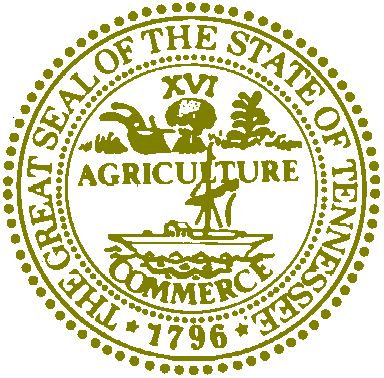 THE GREAT SEAL OF THE STATE OF TENNESSEE
XVI
AGRICULTURE
COMMERCE
1796